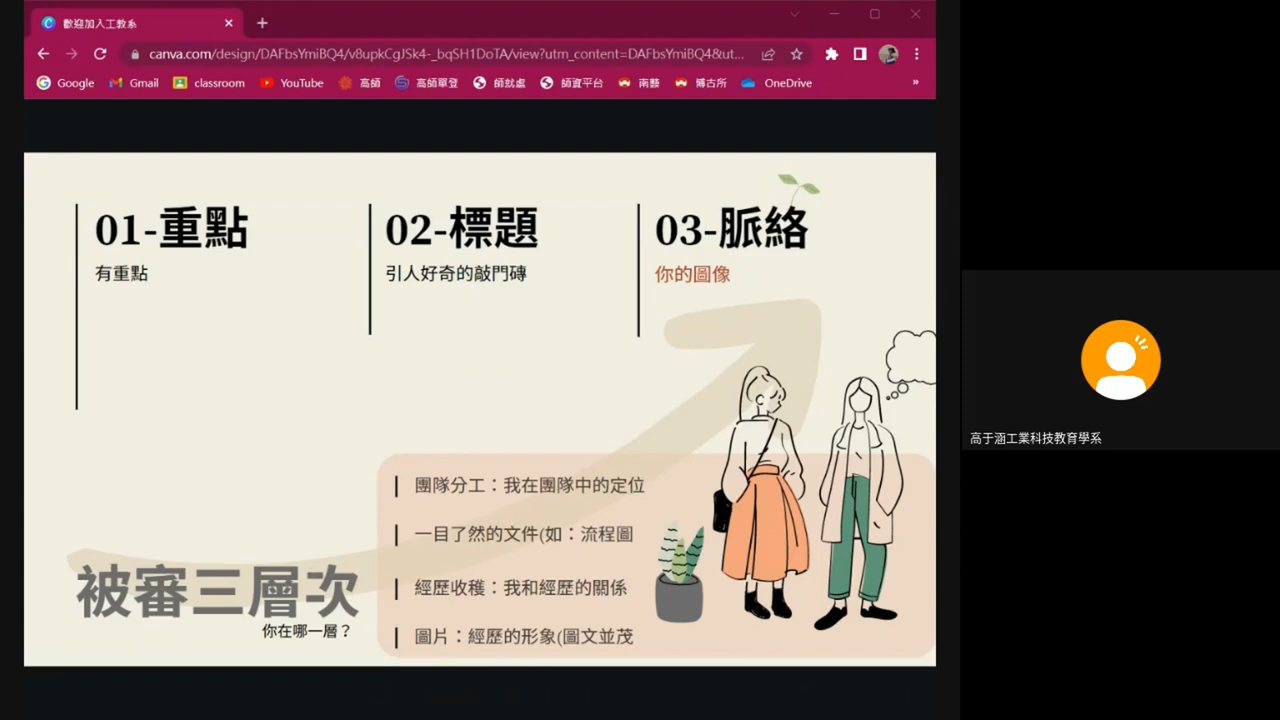 歡迎加入工教系
canva.com/design/DAFbsYmiBQ4/v8upkCgJSk4-_bqSH1DoTA/view?utm_content=DAFbsYmiBQ4&ut...
Google Gmail classroom YouTube 高師 高師單登 師就處 師資平台 南藝 博古所 OneDrive »
01-重點
有重點
02-標題
引人好奇的敲門磚
03-脈絡
你的圖像
團隊分工：我在團隊中的定位
一目了然的文件(如：流程圖
經歷收穫：我和經歷的關係
圖片：經歷的形象(圖文並茂
被審三層次
你在哪一層？
高于涵工業科技教育學系